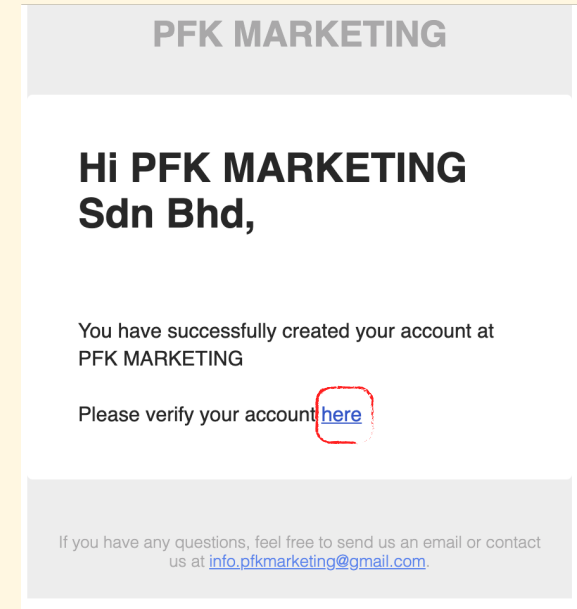 PFK MARKETING
Hi PFK MARKETING
Sdn Bhd,
You have successfully created your account at
PFK MARKETING
Please verify your account here
If you have any questions, feel free to send us an email or contact
us at info.pfkmarketing@gmail.com.